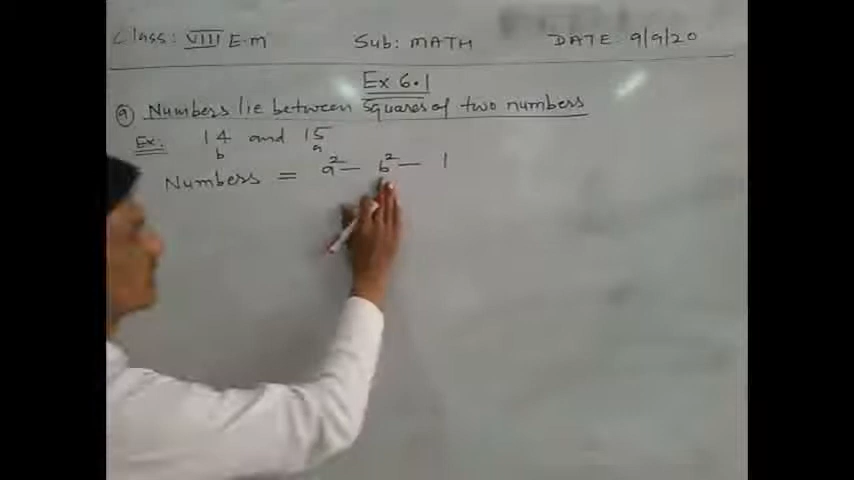 Class: VIII E.M Sub: MATH DATE: 9/9/20
Ex 6.1
(9) Numbers lie between squares of two numbers
Ex: 14 and 15
b a
Numbers = a² — b² — 1